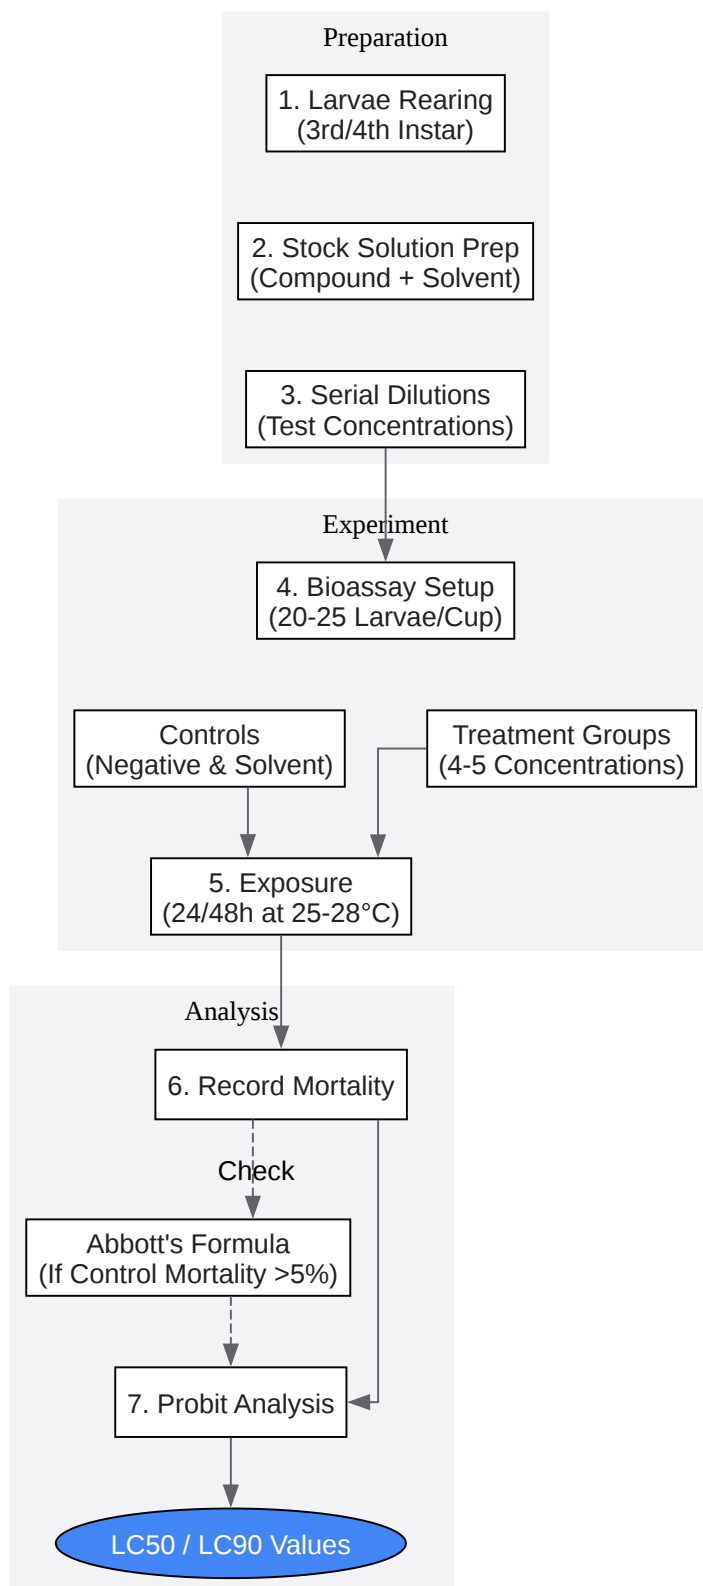 Preparation
1. Larvae Rearing
(3rd/4th Instar)
2. Stock Solution Prep
(Compound + Solvent)
3. Serial Dilutions
(Test Concentrations)
Experiment
4. Bioassay Setup
(20-25 Larvae/Cup)
Controls
(Negative & Solvent)
Treatment Groups
(4-5 Concentrations)
5. Exposure
(24/48h at 25-28°C)
Analysis
6. Record Mortality
Check
Abbott's Formula
(If Control Mortality >5%)
7. Probit Analysis
LC50 / LC90 Values